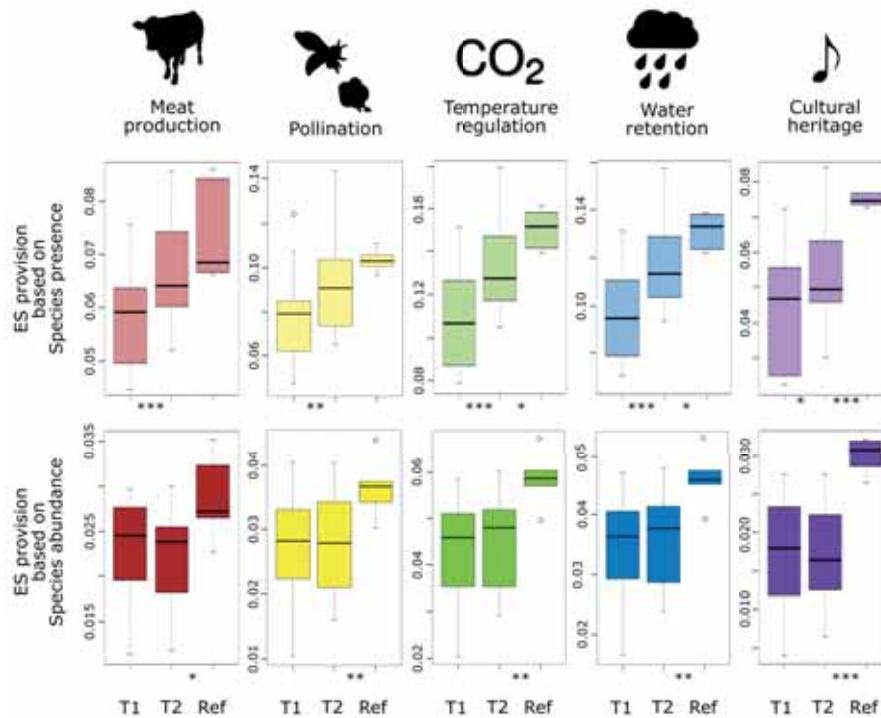 CO₂
Meat
production
Pollination
Temperature
regulation
Water
retention
Cultural
heritage
ES provision
based on
Species presence
0.05 0.06 0.07 0.08
0.06 0.10 0.14
0.08 0.12 0.16
0.10 0.14
0.04 0.06 0.08
*** ** *** * *** * * ***
ES provision
based on
Species abundance
0.015 0.025 0.035
0.01 0.02 0.03 0.04
0.02 0.04 0.06
0.02 0.03 0.04 0.05
0.010 0.020 0.030
* ** ** ** ***
T1 T2 Ref T1 T2 Ref T1 T2 Ref T1 T2 Ref T1 T2 Ref